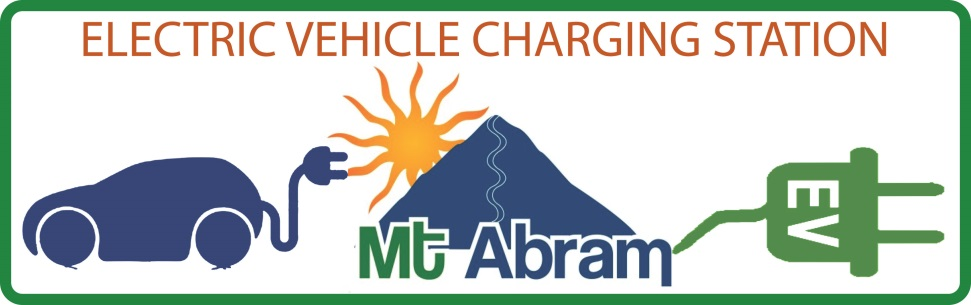 ELECTRIC VEHICLE CHARGING STATION
Mt Abram
EV